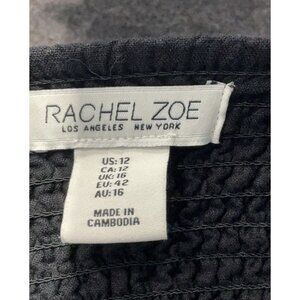 RACHEL ZOE
LOS ANGELES NEW YORK
US: 12
CA: 12
UK: 16
EU: 42
AU: 16
MADE IN
CAMBODIA